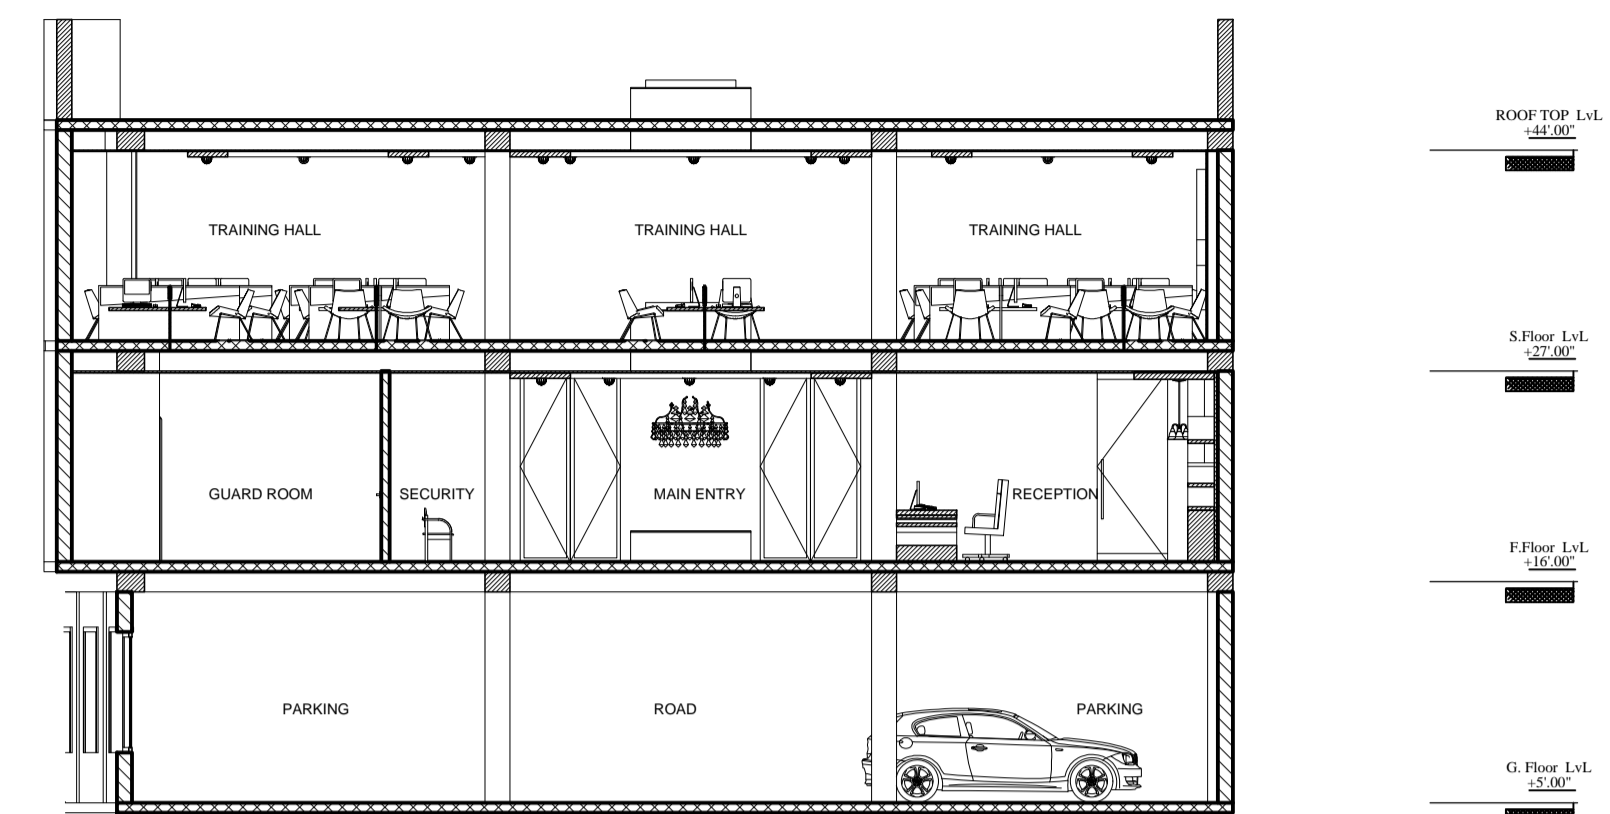 ROOF TOP LvL
+44'.00"
TRAINING HALL
TRAINING HALL
TRAINING HALL
S.Floor LvL
+27'.00"
GUARD ROOM
SECURITY
MAIN ENTRY
RECEPTION
F.Floor LvL
+16'.00"
PARKING
ROAD
PARKING
G. Floor LvL
+5'.00"